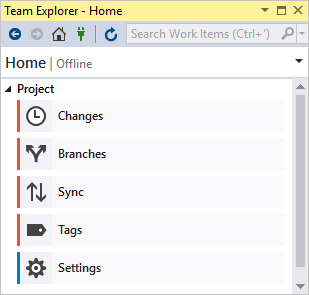 Team Explorer - Home
Search Work Items (Ctrl+')
Home | Offline
Project
Changes
Branches
Sync
Tags
Settings